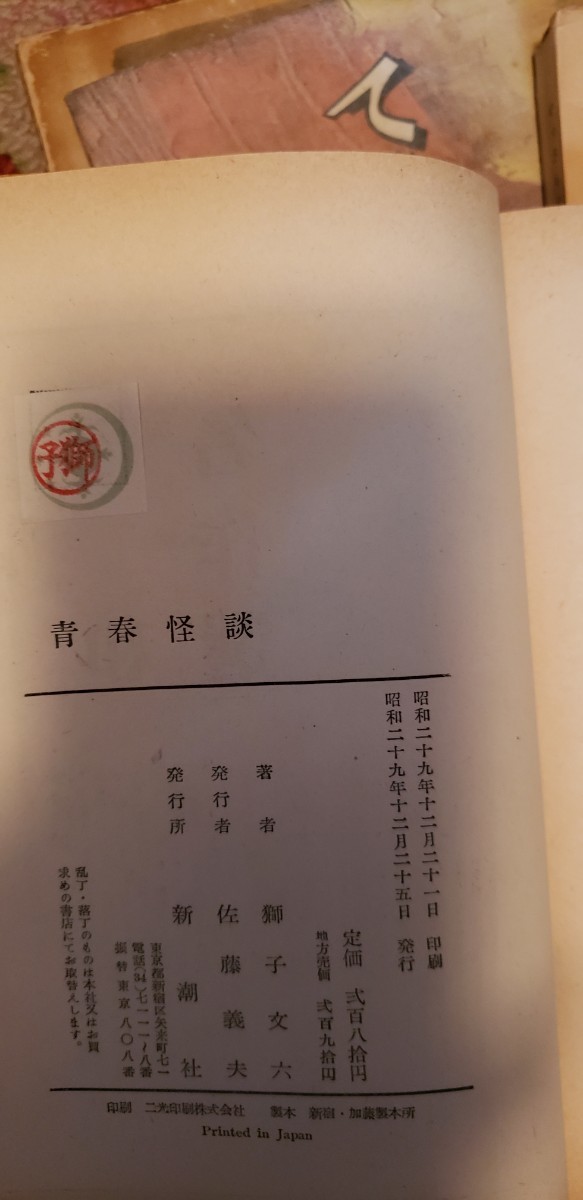 獅子
青春怪談
昭和二十九年十二月二十一日 印刷
昭和二十九年十二月二十五日 発行
定価 弐百八拾円
地方売価 弐百九拾円
著者 獅子文六
発行者 佐藤義夫
発行所 新潮社
東京都新宿区矢来町七一
電話(34)七一一一~八番
振替東京八〇八番
乱丁・落丁のものは本社又はお買
求めの書店にてお取替えします。
印刷 二光印刷株式会社 製本 新宿・加藤製本所
Printed in Japan